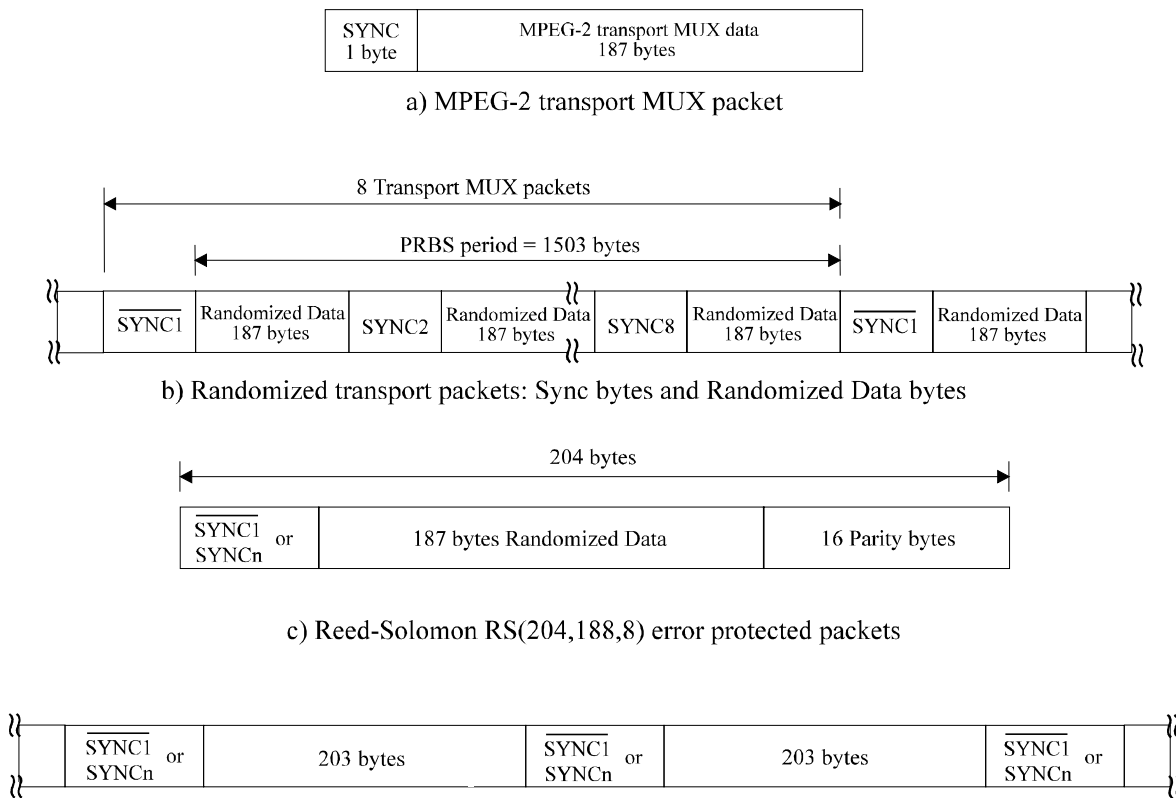 SYNC
1 byte
MPEG-2 transport MUX data
187 bytes
a) MPEG-2 transport MUX packet
8 Transport MUX packets
PRBS period = 1503 bytes
SYNC1
Randomized Data
187 bytes
SYNC2
Randomized Data
187 bytes
SYNC8
Randomized Data
187 bytes
SYNC1
Randomized Data
187 bytes
b) Randomized transport packets: Sync bytes and Randomized Data bytes
204 bytes
SYNC1 or
SYNCn
187 bytes Randomized Data
16 Parity bytes
c) Reed-Solomon RS(204,188,8) error protected packets
SYNC1 or
SYNCn
203 bytes
SYNC1 or
SYNCn
203 bytes
SYNC1 or
SYNCn